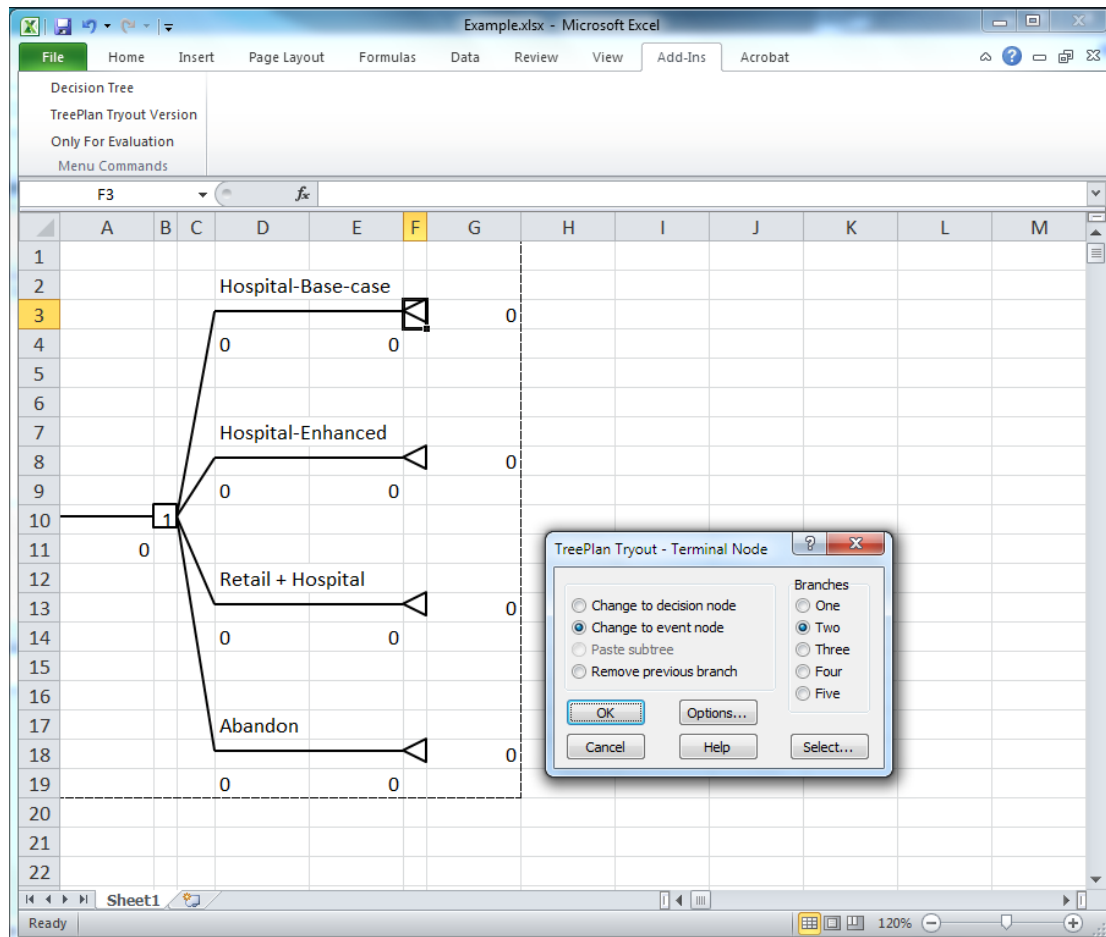 Example.xlsx - Microsoft Excel
File Home Insert Page Layout Formulas Data Review View Add-Ins Acrobat
Decision Tree
TreePlan Tryout Version
Only For Evaluation
Menu Commands
F3 fx
A B C D E F G H I J K L M
1
2 Hospital-Base-case
3 0
4 0 0
5
6
7 Hospital-Enhanced
8 0
9 0 0
10 1
11 0
12 Retail + Hospital
13 0
14 0 0
15
16
17 Abandon
18 0
19 0 0
20
21
22
TreePlan Tryout - Terminal Node
Change to decision node
Change to event node
Paste subtree
Remove previous branch
Branches
One
Two
Three
Four
Five
OK Options...
Cancel Help Select...
Sheet1
Ready 120%